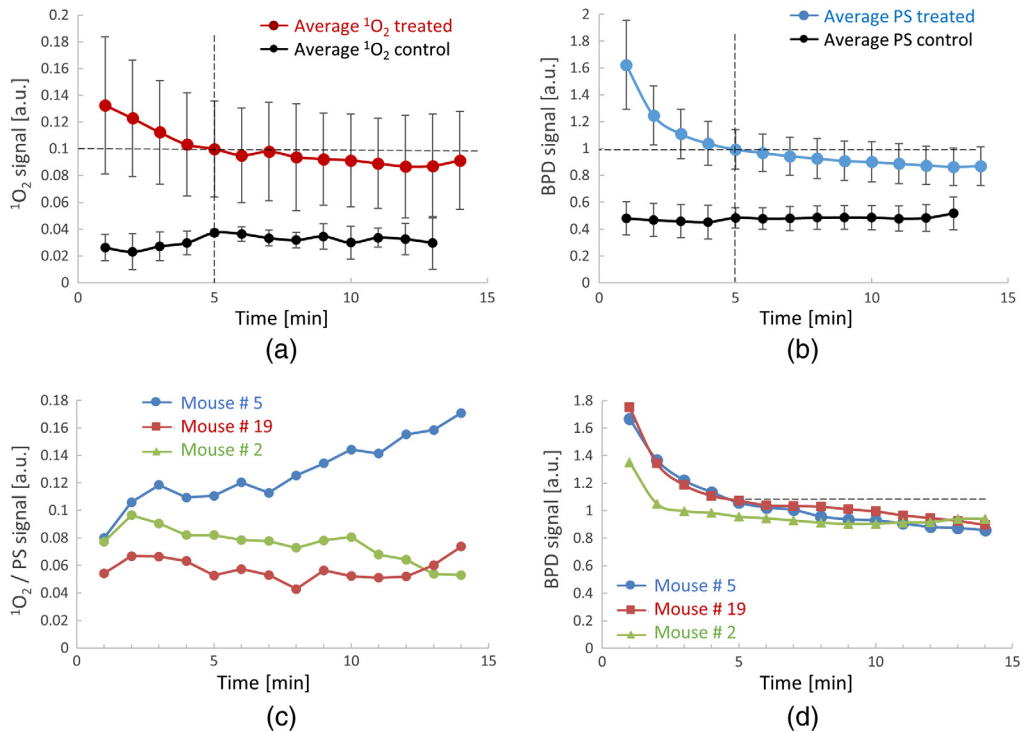 Average ¹O₂ treated
Average ¹O₂ control
0.2
0.18
0.16
0.14
0.12
0.1
0.08
0.06
0.04
0.02
0
¹O₂ signal [a.u.]
0 5 10 15
Time [min]
(a)
Average PS treated
Average PS control
2
1.8
1.6
1.4
1.2
1
0.8
0.6
0.4
0.2
0
BPD signal [a.u.]
0 5 10 15
Time [min]
(b)
Mouse # 5
Mouse # 19
Mouse # 2
0.18
0.16
0.14
0.12
0.1
0.08
0.06
0.04
0.02
0
¹O₂ / PS signal [a.u.]
0 5 10 15
Time [min]
(c)
1.8
1.6
1.4
1.2
1
0.8
0.6
0.4
0.2
0
BPD signal [a.u.]
Mouse # 5
Mouse # 19
Mouse # 2
0 5 10 15
Time [min]
(d)